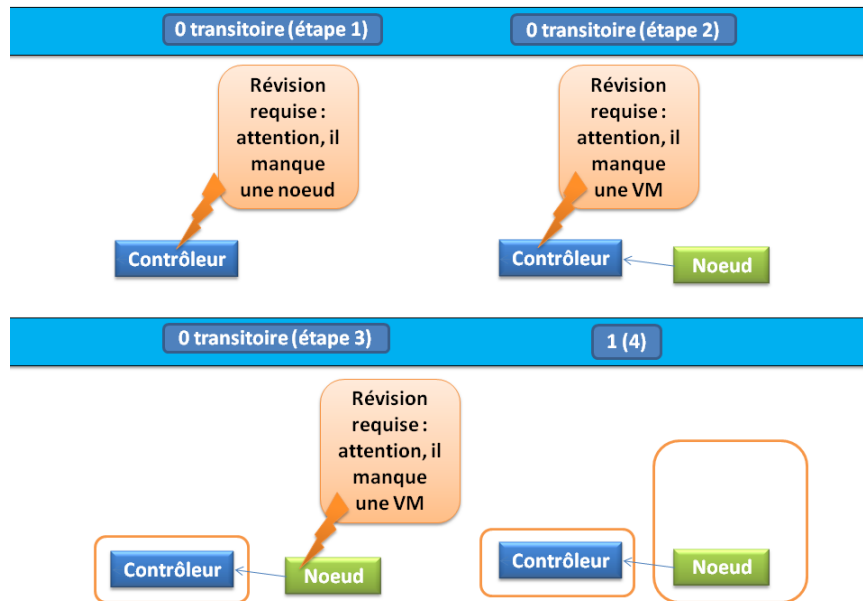 0 transitoire (étape 1)
0 transitoire (étape 2)
Révision
requise :
attention, il
manque
une noeud
Révision
requise :
attention, il
manque
une VM
Contrôleur
Contrôleur
Noeud
0 transitoire (étape 3)
1 (4)
Révision
requise :
attention, il
manque
une VM
Contrôleur
Noeud
Contrôleur
Noeud